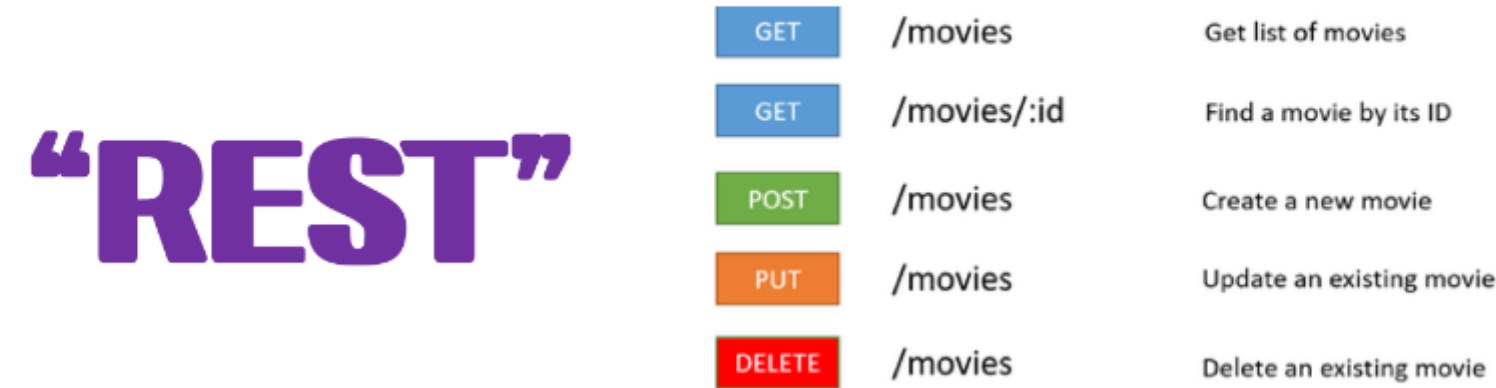 “REST”
GET /movies Get list of movies
GET /movies/:id Find a movie by its ID
POST /movies Create a new movie
PUT /movies Update an existing movie
DELETE /movies Delete an existing movie